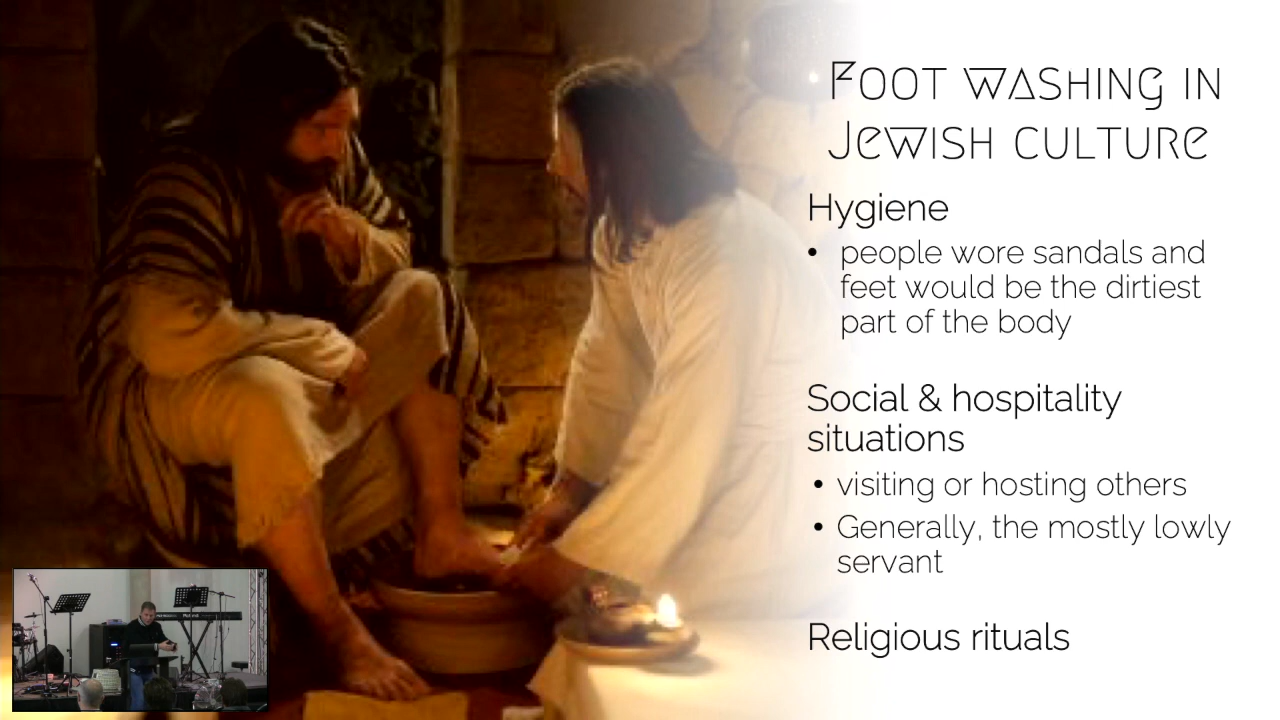 Foot washing in
Jewish culture
Hygiene
• people wore sandals and
feet would be the dirtiest
part of the body
Social & hospitality
situations
• visiting or hosting others
• Generally, the mostly lowly
servant
Religious rituals